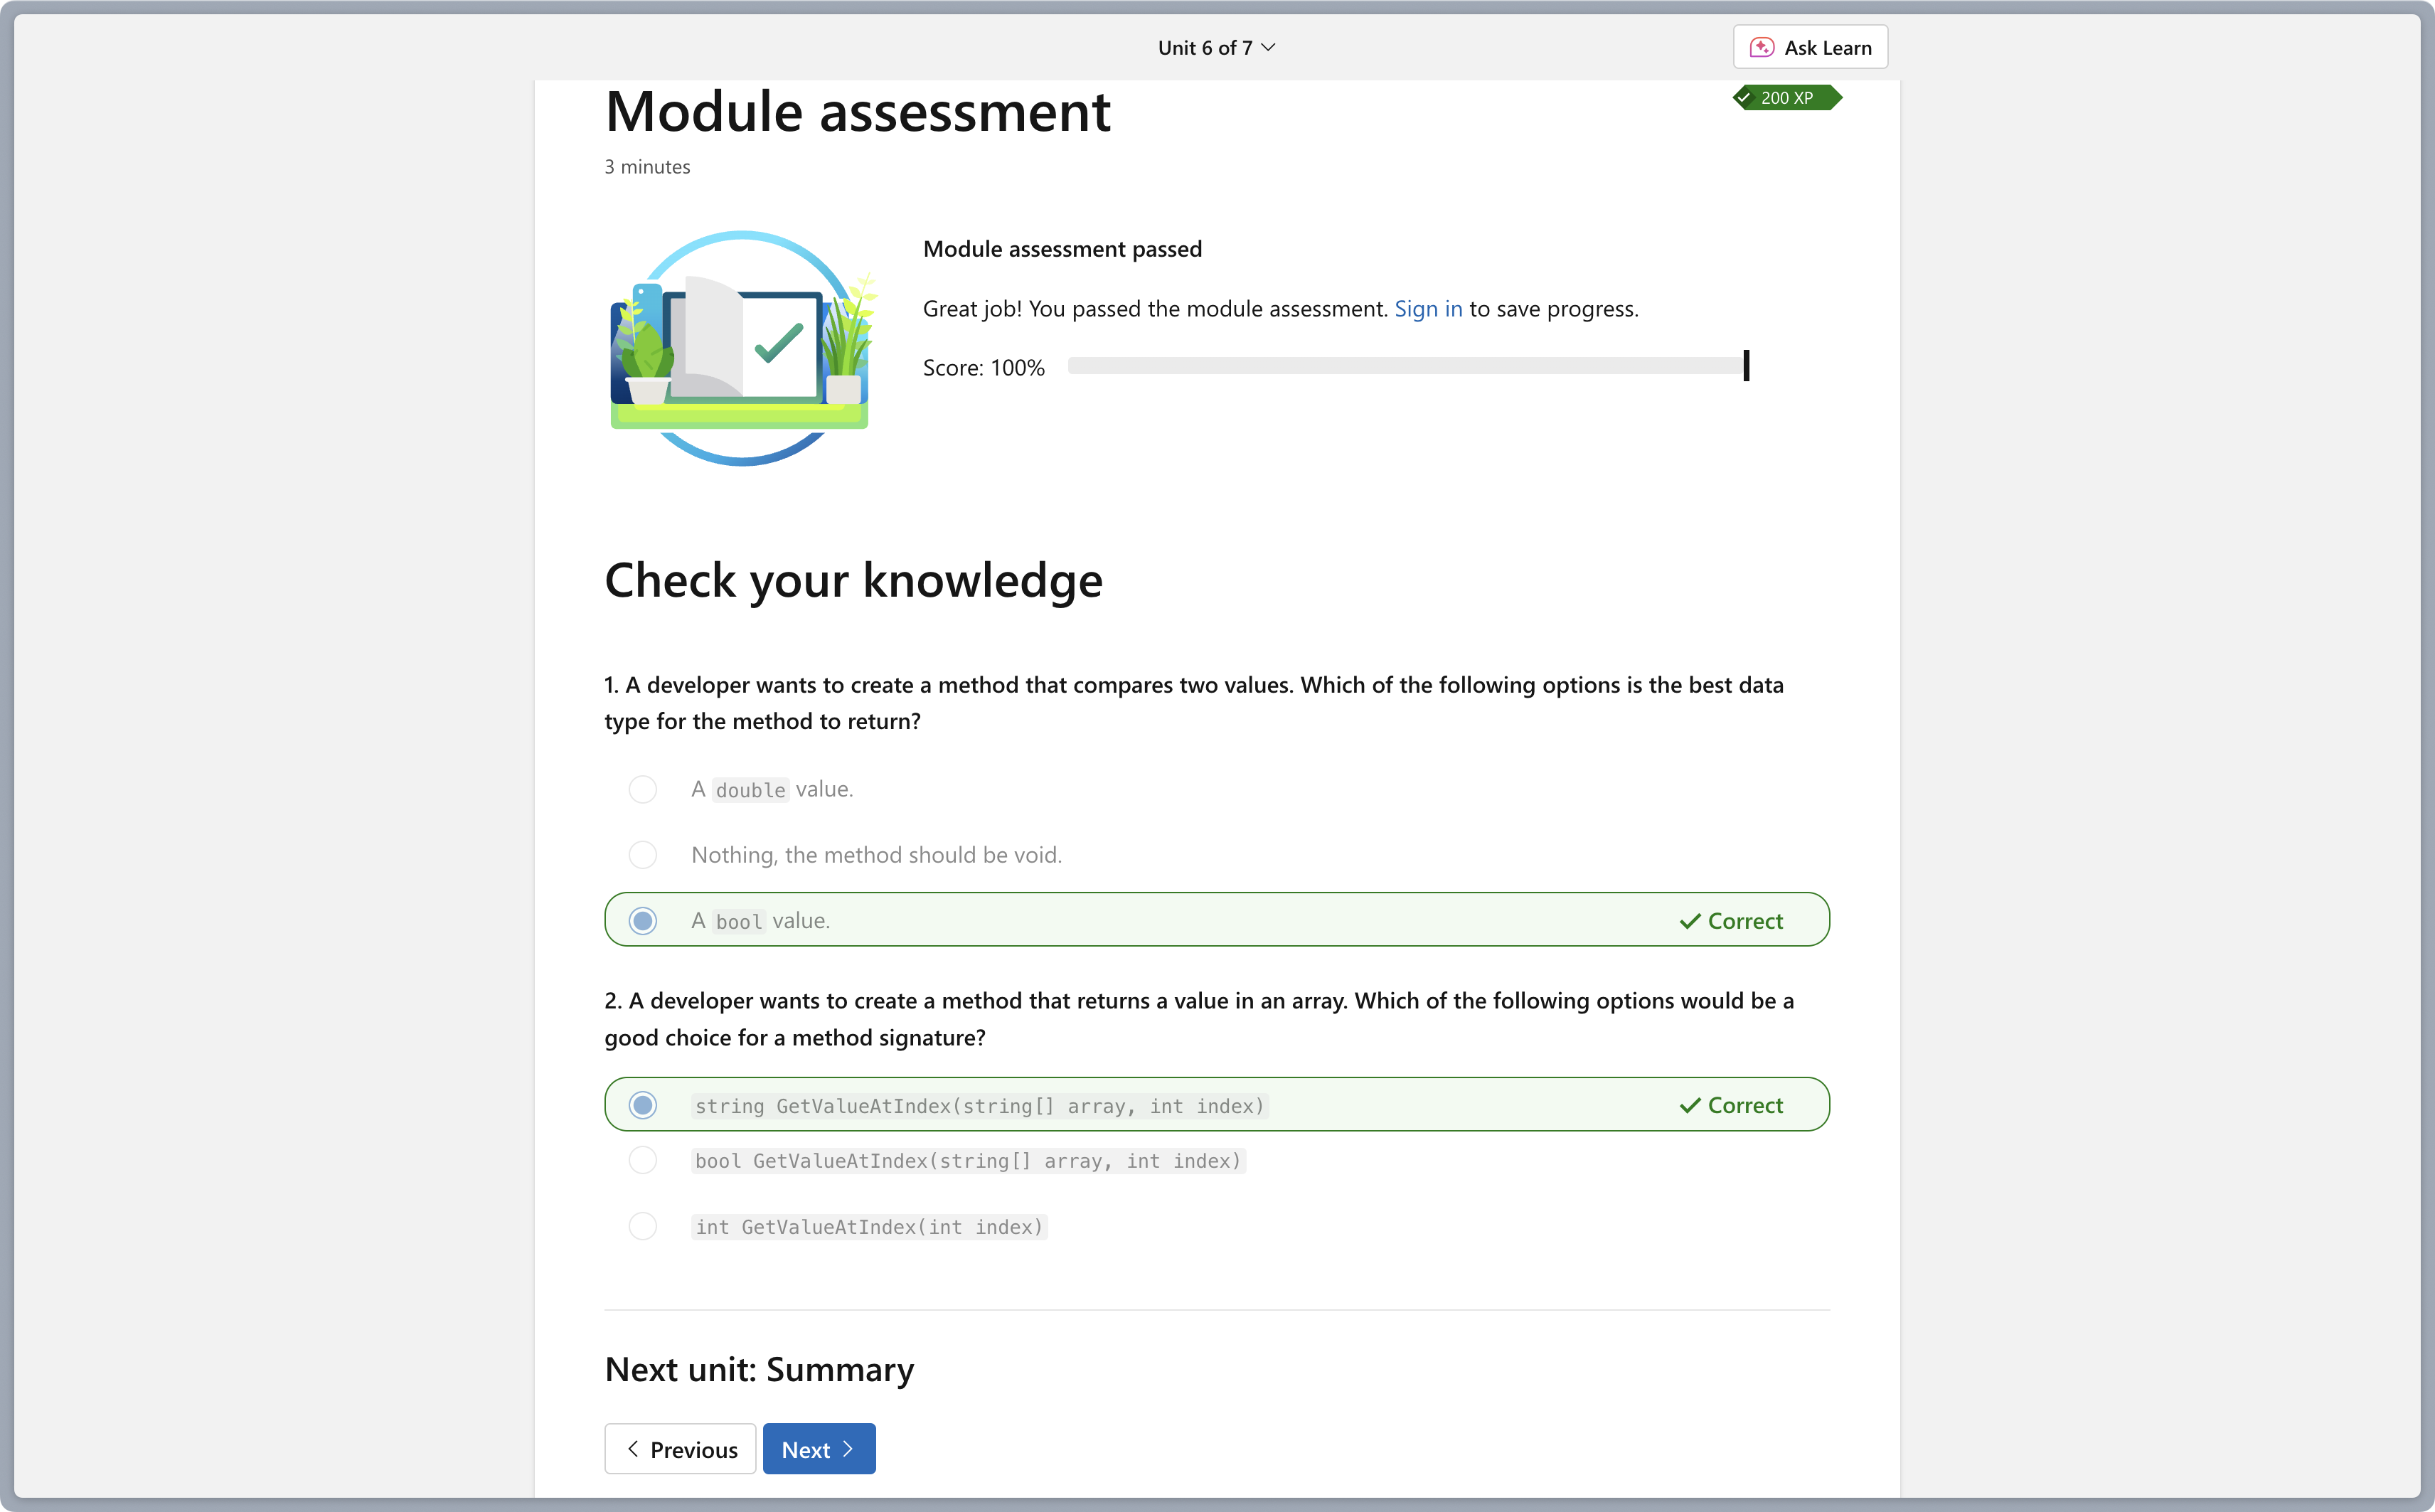 Unit 6 of 7
Ask Learn
Module assessment
200 XP
3 minutes
Module assessment passed
Great job! You passed the module assessment. Sign in to save progress.
Score: 100%
Check your knowledge
1. A developer wants to create a method that compares two values. Which of the following options is the best data
type for the method to return?
A double value.
Nothing, the method should be void.
A bool value.
Correct
2. A developer wants to create a method that returns a value in an array. Which of the following options would be a
good choice for a method signature?
string GetValueAtIndex(string[] array, int index)
Correct
bool GetValueAtIndex(string[] array, int index)
int GetValueAtIndex(int index)
Next unit: Summary
Previous
Next